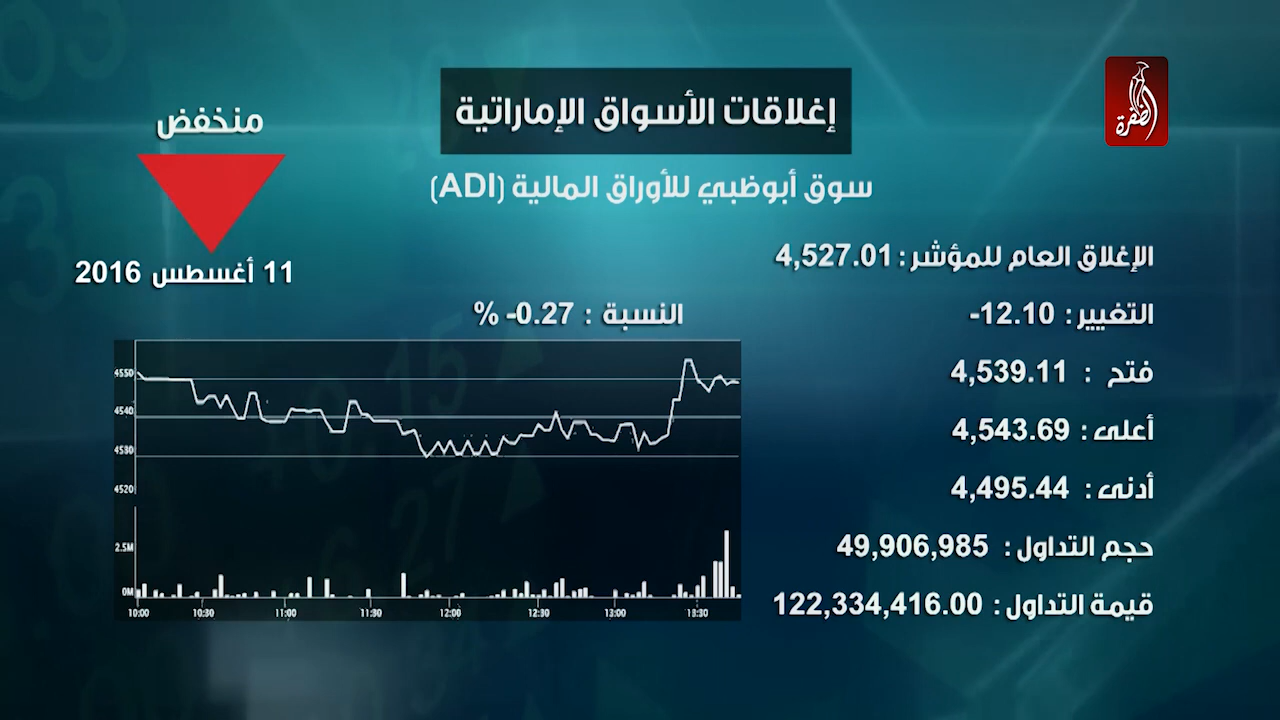 إغلاقات الأسواق الإماراتية
الظفرة
منخفض
سوق أبوظبي للأوراق المالية (ADI)
11 أغسطس 2016
الإغلاق العام للمؤشر : 4,527.01
التغيير : 12.10-
النسبة : 0.27- %
فتح : 4,539.11
أعلى : 4,543.69
أدنى : 4,495.44
حجم التداول : 49,906,985
قيمة التداول : 122,334,416.00
4550
4540
4530
4520
2.5M
0M
10:00 10:30 11:00 11:30 12:00 12:30 13:00 13:30